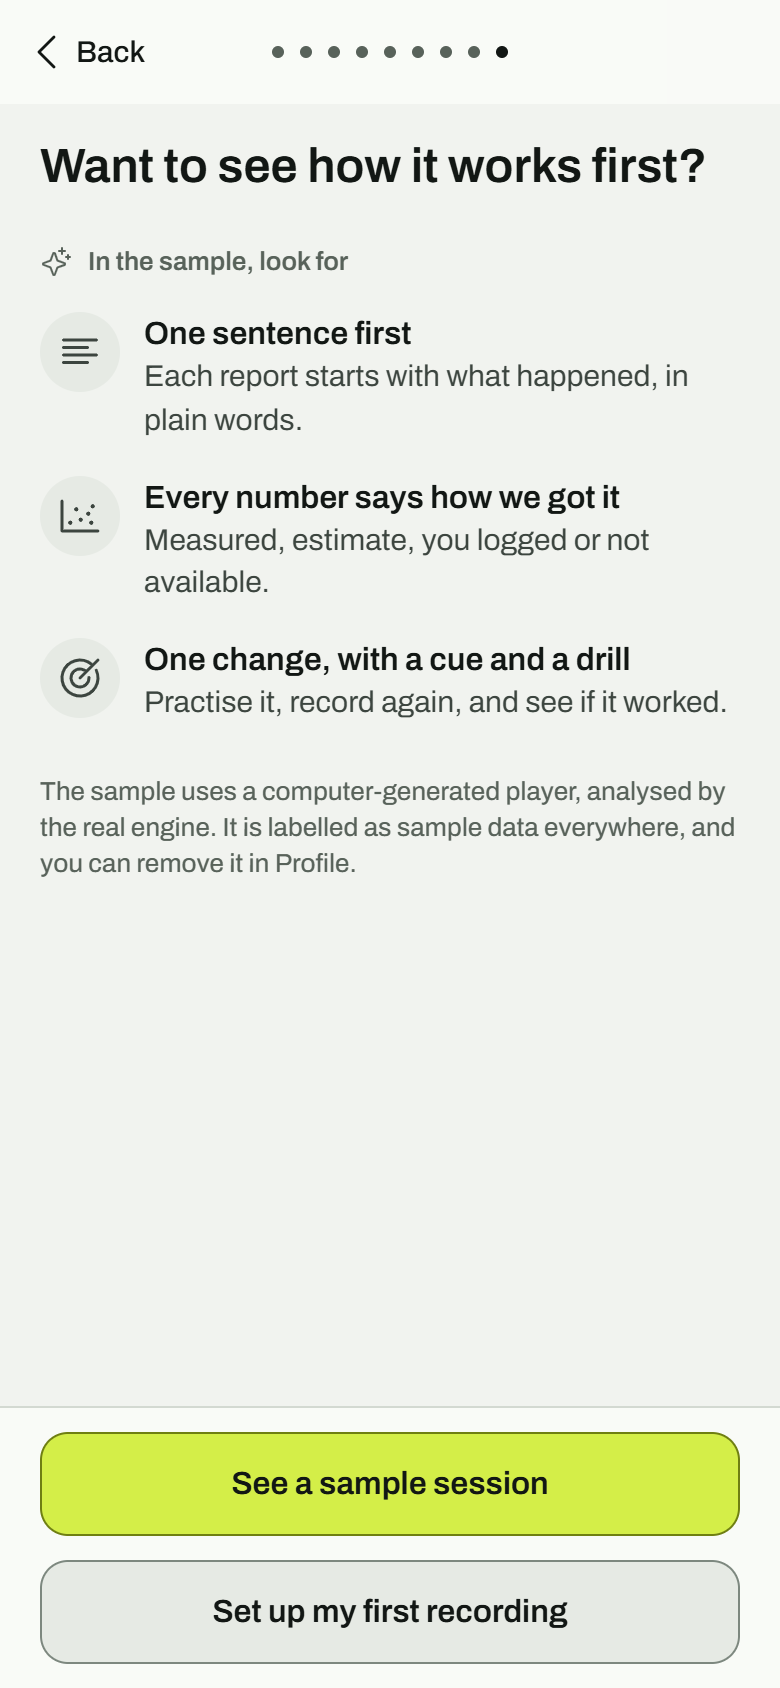 Back
Want to see how it works first?
In the sample, look for
One sentence first
Each report starts with what happened, in
plain words.
Every number says how we got it
Measured, estimate, you logged or not
available.
One change, with a cue and a drill
Practise it, record again, and see if it worked.
The sample uses a computer-generated player, analysed by
the real engine. It is labelled as sample data everywhere, and
you can remove it in Profile.
See a sample session
Set up my first recording